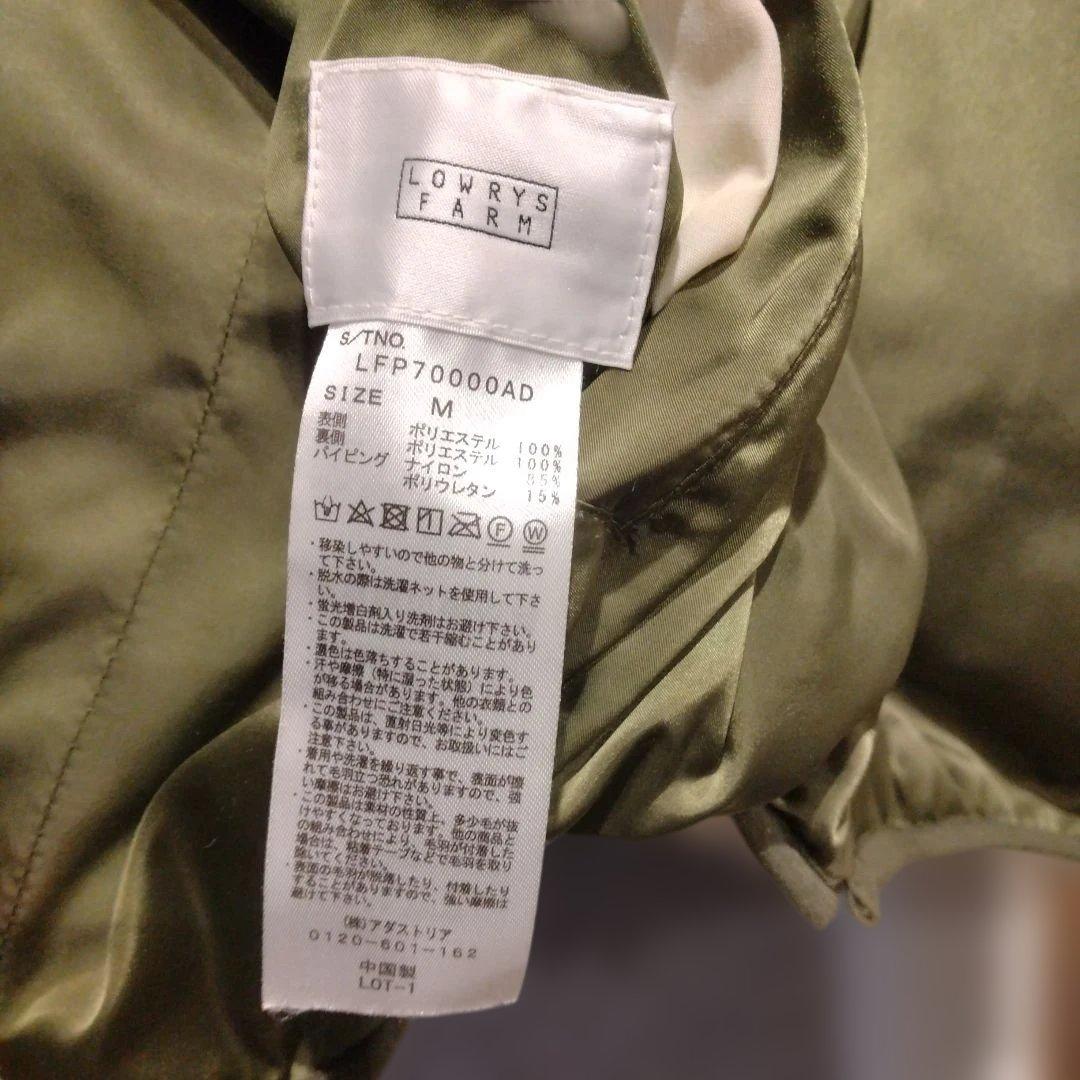 LOWRYS
FARM
S/TNO.
LFP70000AD
SIZE M
表側 ポリエステル 100%
裏側 ポリエステル 100%
パイピング ナイロン 85%
ポリウレタン 15%
F W
・移染しやすいので他の物と分けて洗っ
て下さい。
・脱水の際は洗濯ネットを使用して下さ
い。
・蛍光増白剤入り洗剤はお避け下さい。
・この製品は洗濯で若干縮むことがあり
ます。
・濃色は色落ちすることがあります。
・汗や摩擦(特に湿った状態)により色
が移る場合があります。他の衣類との
組み合わせにご注意ください。
・この製品は、直射日光等により変色す
る事がありますので、お取扱いにはご
注意下さい。
・着用や洗濯を繰り返す事で、表面が擦
れて毛羽立つ恐れがありますので、強
い摩擦はお避け下さい。
・この製品は素材の性質上、多少毛が抜
けやすくなっております。他の商品と
の組み合わせにより、毛羽が付着した
場合は、粘着テープなどで毛羽を取り
除いてください。
・表面の毛羽が脱落したり、付着したり
することがありますので、強い摩擦は
避けて下さい。
(株)アダストリア
0120-601-162
中国製
LOT-1